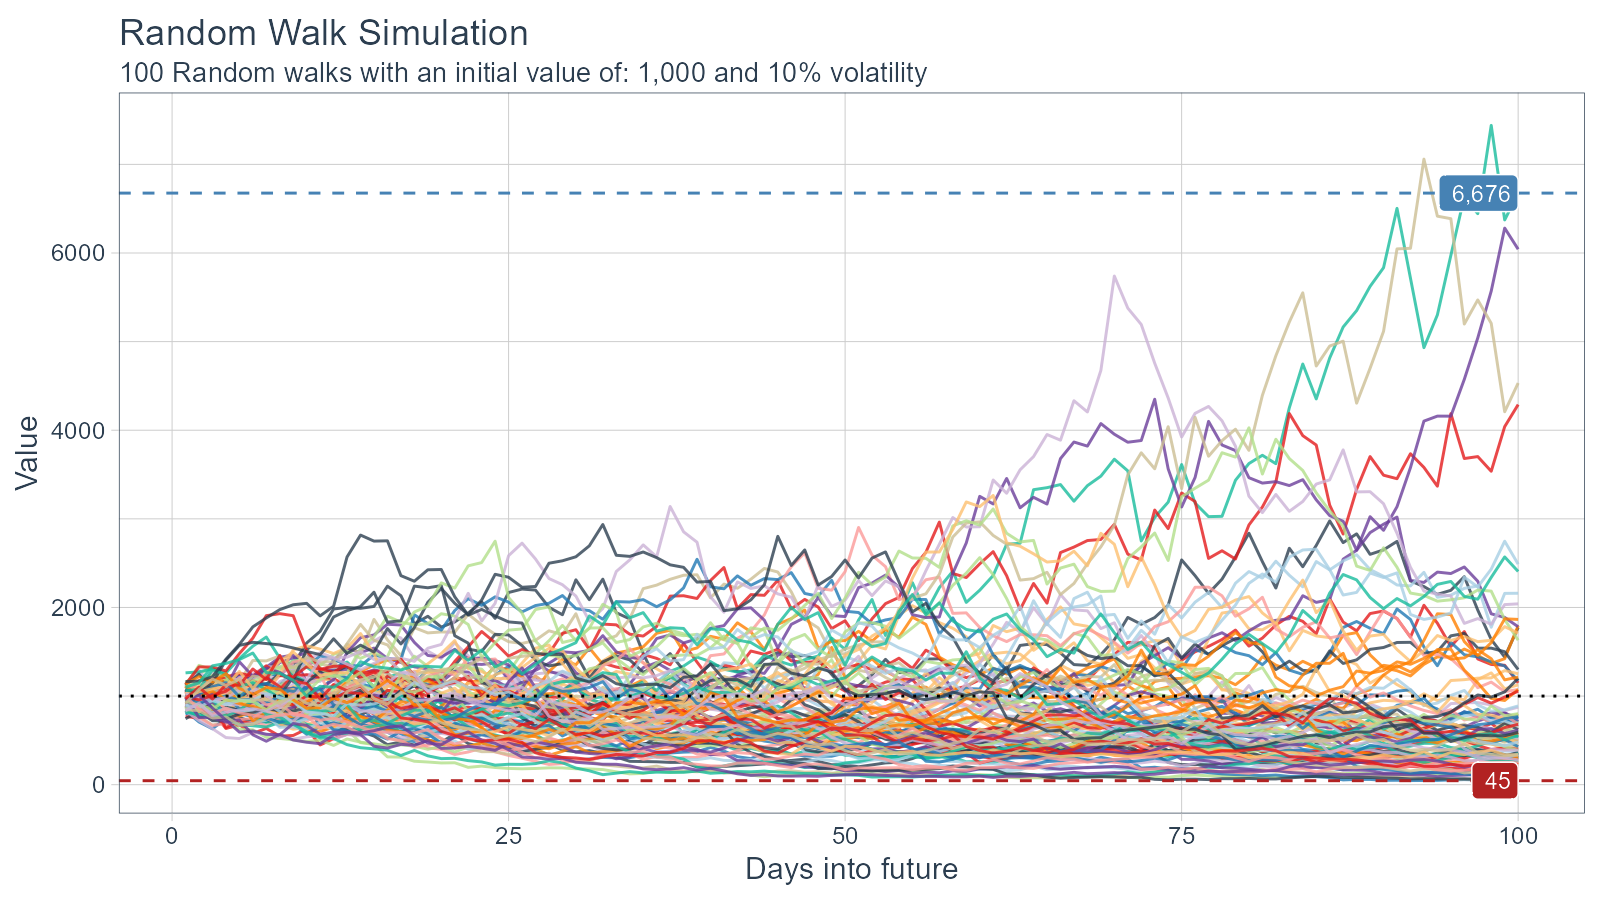 Random Walk Simulation
100 Random walks with an initial value of: 1,000 and 10% volatility
Value
6000
4000
2000
0
6,676
45
0 25 50 75 100
Days into future